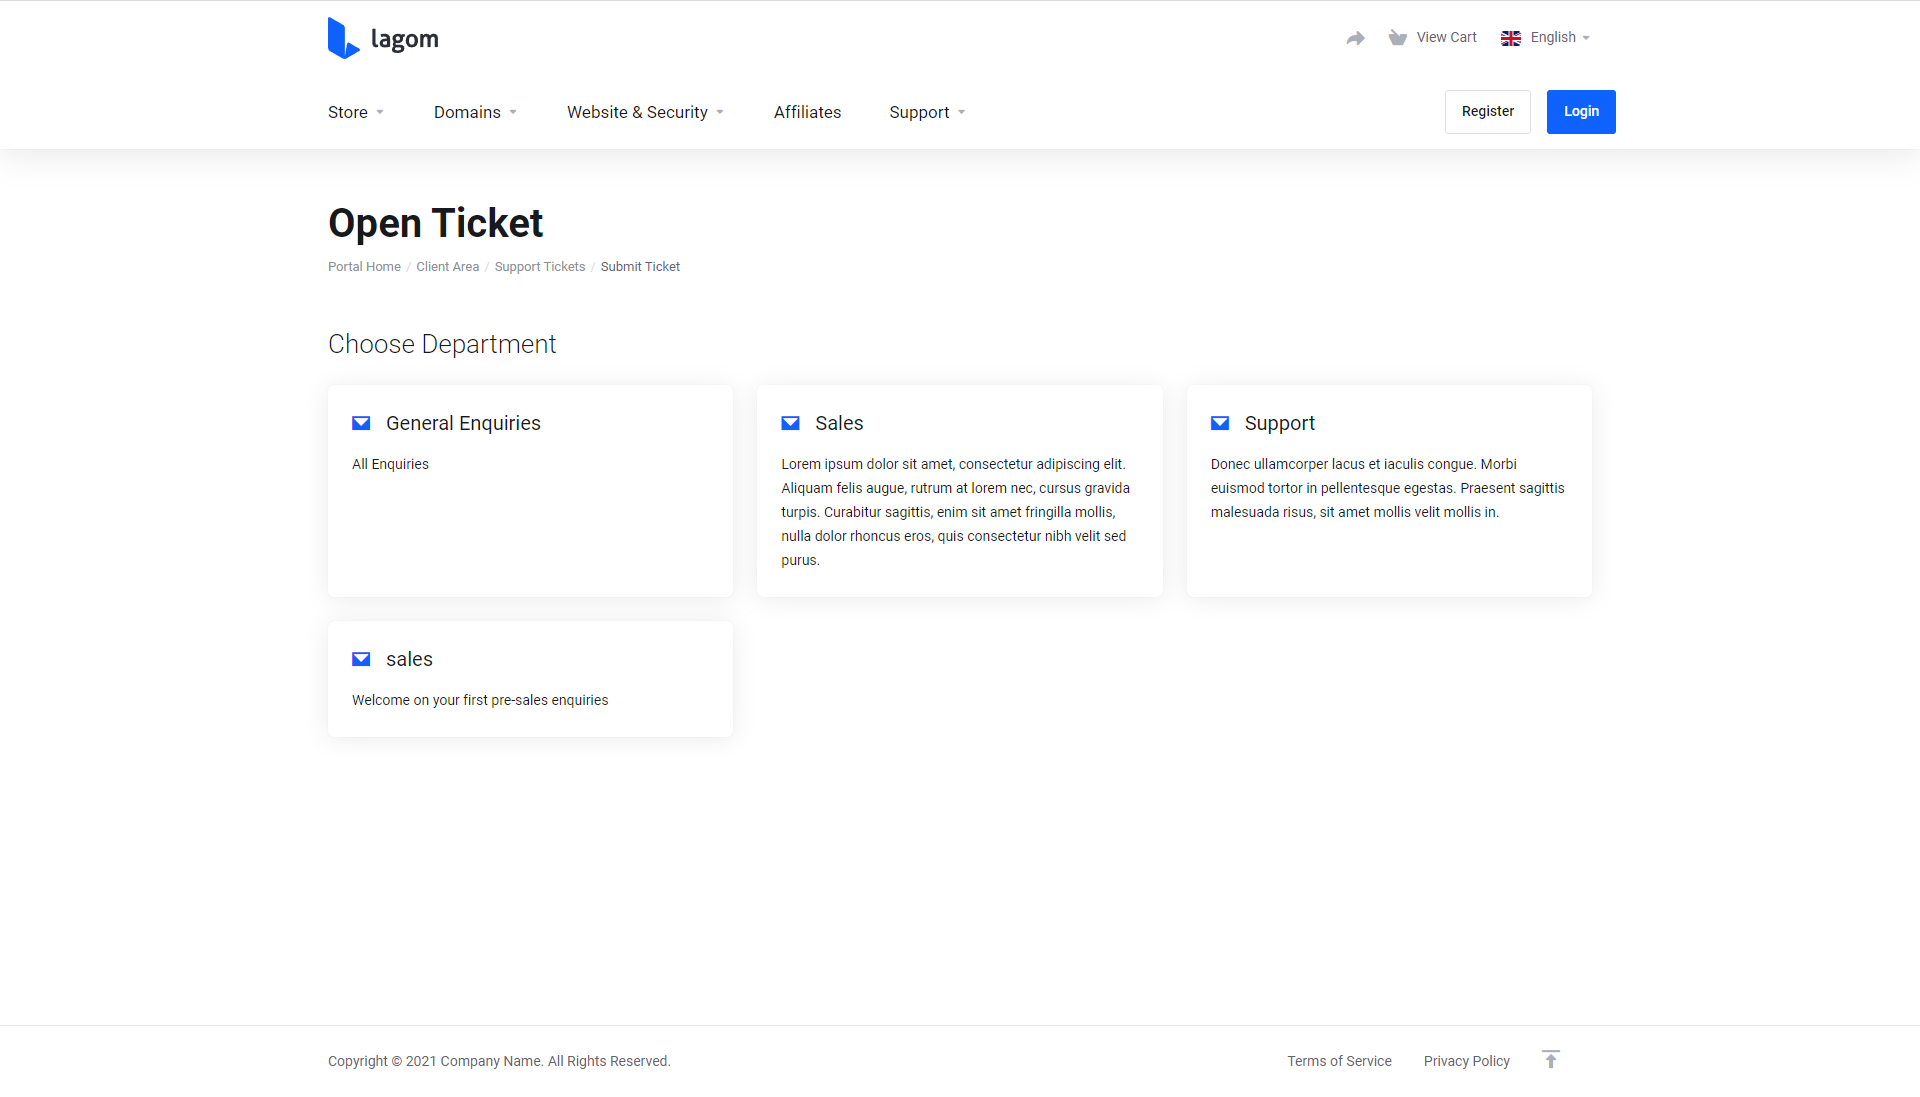 lagom
View Cart
English
Store
Domains
Website & Security
Affiliates
Support
Register
Login
Open Ticket
Portal Home / Client Area / Support Tickets / Submit Ticket
Choose Department
General Enquiries
All Enquiries
Sales
Lorem ipsum dolor sit amet, consectetur adipiscing elit.
Aliquam felis augue, rutrum at lorem nec, cursus gravida
turpis. Curabitur sagittis, enim sit amet fringilla mollis,
nulla dolor rhoncus eros, quis consectetur nibh velit sed
purus.
Support
Donec ullamcorper lacus et iaculis congue. Morbi
euismod tortor in pellentesque egestas. Praesent sagittis
malesuada risus, sit amet mollis velit mollis in.
sales
Welcome on your first pre-sales enquiries
Copyright © 2021 Company Name. All Rights Reserved.
Terms of Service
Privacy Policy